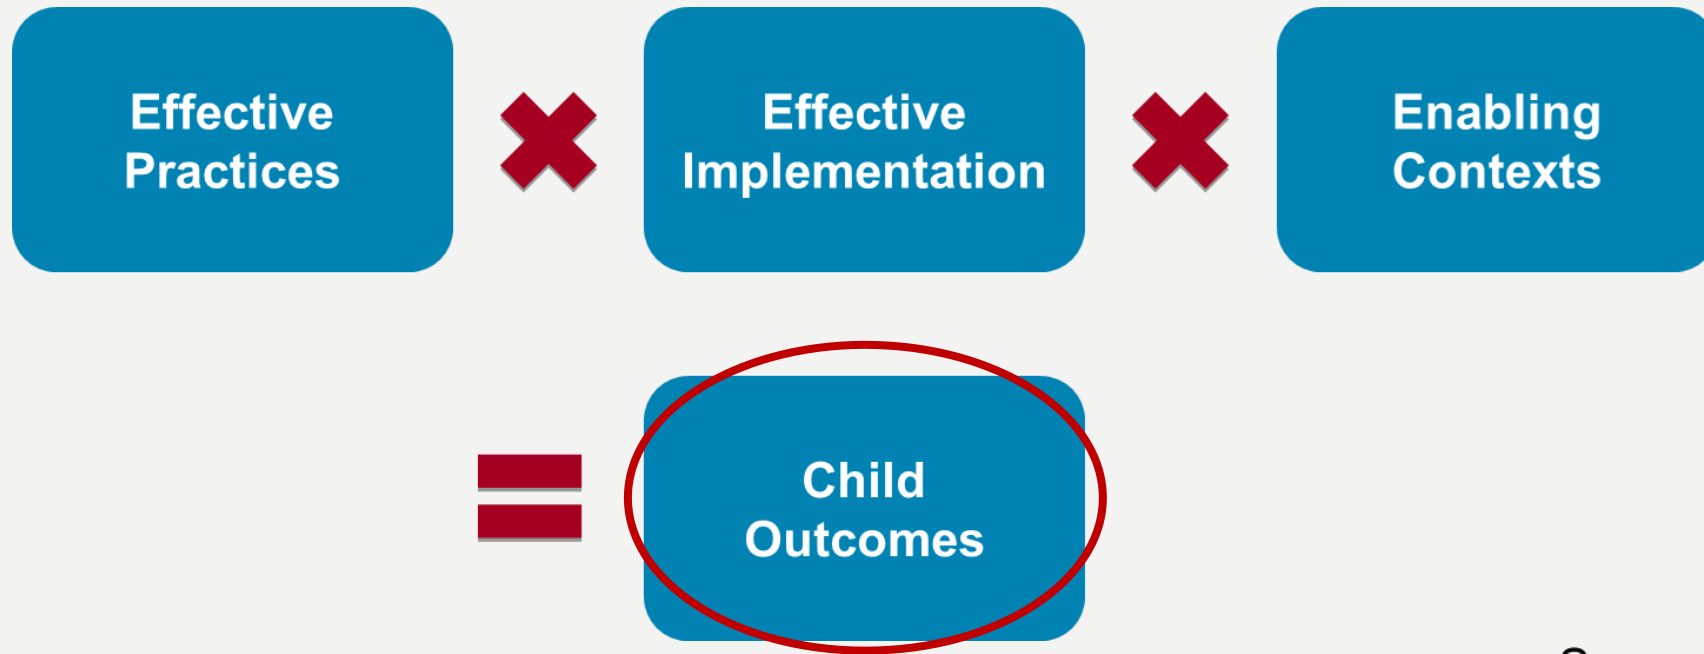 Effective
Practices
Effective
Implementation
Enabling
Contexts
Child
Outcomes